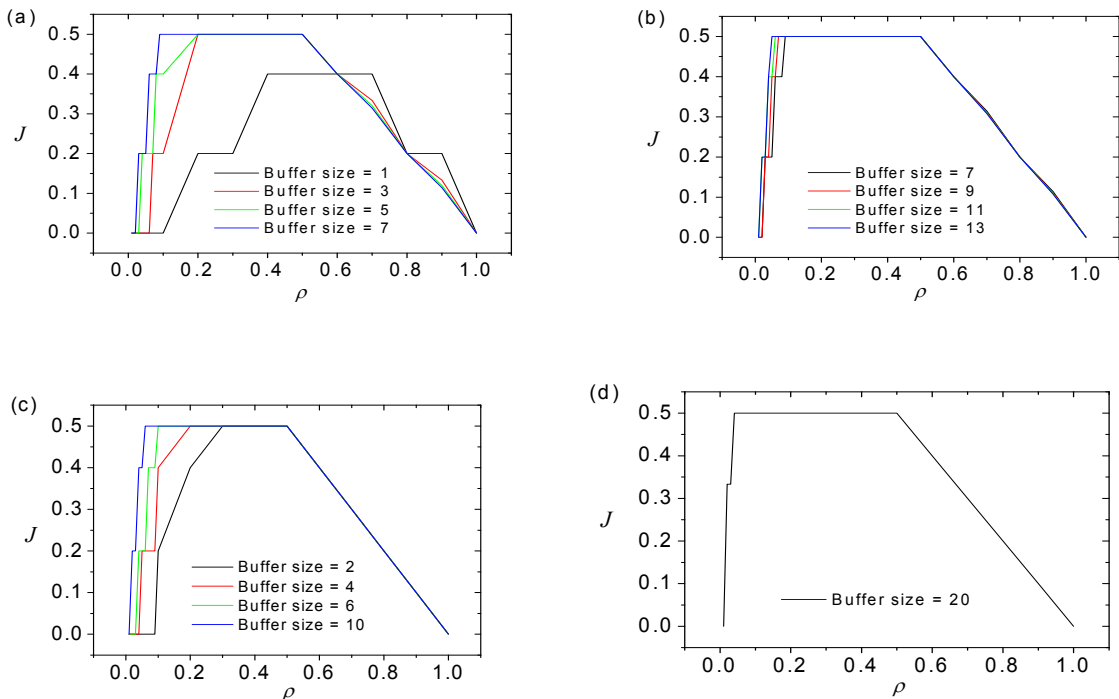 (a)
0.5
0.4
0.3
0.2
0.1
0.0
J
Buffer size = 1
Buffer size = 3
Buffer size = 5
Buffer size = 7
0.0 0.2 0.4 0.6 0.8 1.0
ρ
(b)
0.5
0.4
0.3
0.2
0.1
0.0
J
Buffer size = 7
Buffer size = 9
Buffer size = 11
Buffer size = 13
0.0 0.2 0.4 0.6 0.8 1.0
ρ
(c)
0.5
0.4
0.3
0.2
0.1
0.0
J
Buffer size = 2
Buffer size = 4
Buffer size = 6
Buffer size = 10
0.0 0.2 0.4 0.6 0.8 1.0
ρ
(d)
0.5
0.4
0.3
0.2
0.1
0.0
J
Buffer size = 20
0.0 0.2 0.4 0.6 0.8 1.0
ρ